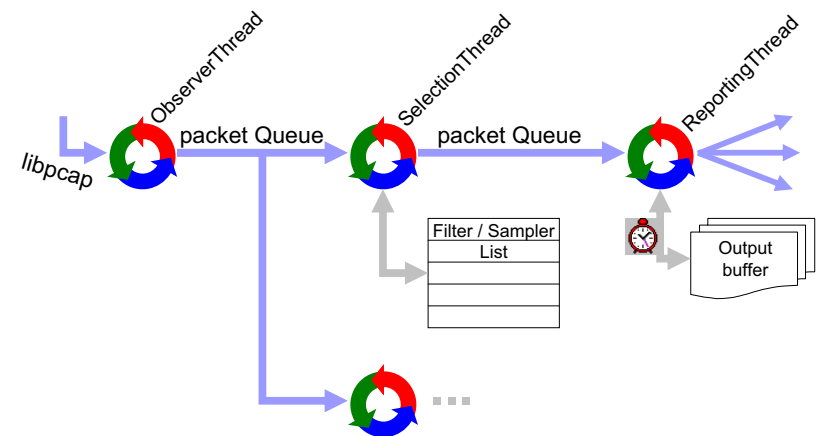 ObserverThread
SelectionThread
ReportingThread
packet Queue
packet Queue
libpcap
Filter / Sampler
List
Output
buffer